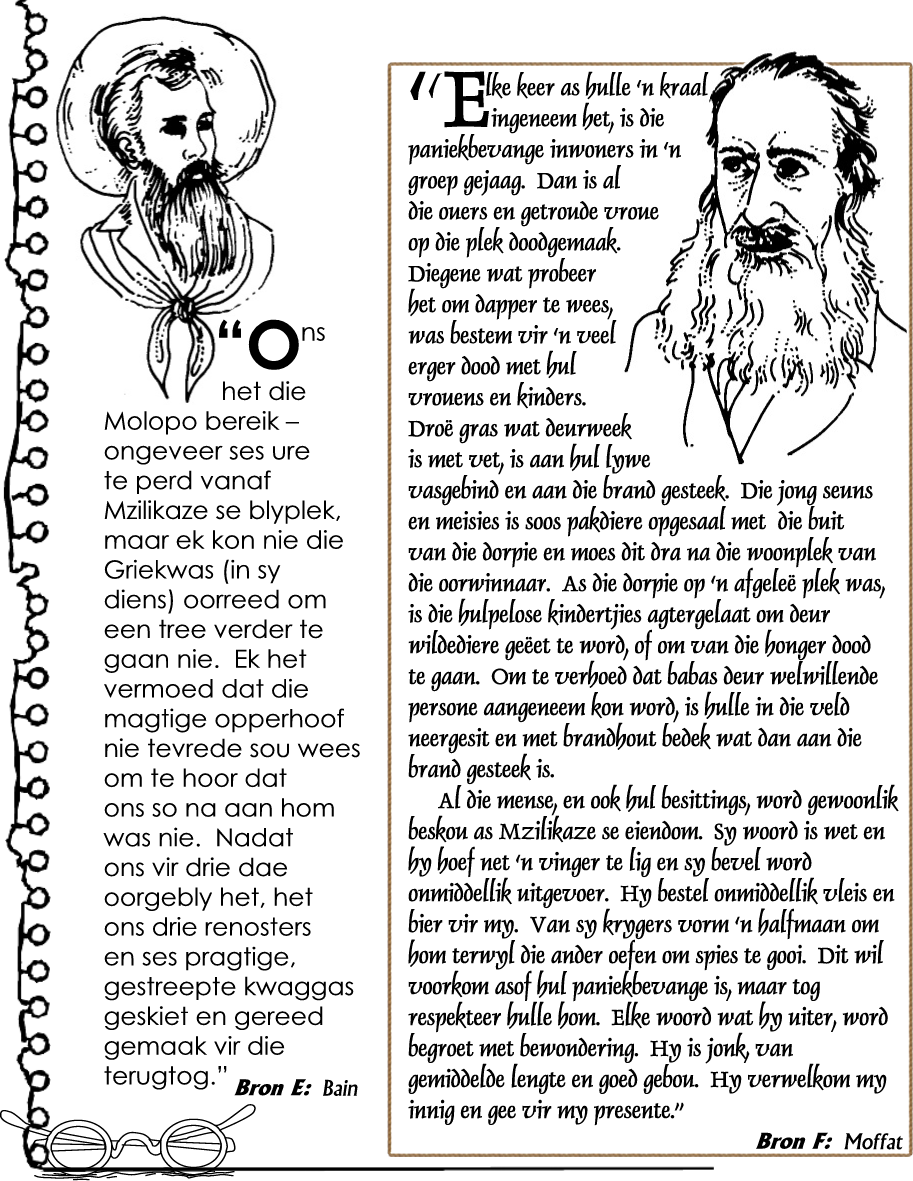 “Ons
het die
Molopo bereik –
ongeveer ses ure
te perd vanaf
Mzilikaze se blyplek,
maar ek kon nie die
Griekwas (in sy
diens) oorreed om
een tree verder te
gaan nie.  Ek het
vermoed dat die
magtige opperhoof
nie tevrede sou wees
om te hoor dat
ons so na aan hom
was nie.  Nadat
ons vir drie dae
oorgebly het, het
ons drie renosters
en ses pragtige,
gestreepte kwaggas
geskiet en gereed
gemaak vir die
terugtog.”
Bron E:  Bain
“Elke keer as hulle ‘n kraal
ingeneem het, is die
paniekbevange inwoners in ‘n
groep gejaag.  Dan is al
die ouers en getroude vroue
op die plek doodgemaak.
Diegene wat probeer
het om dapper te wees,
was bestem vir ‘n veel
erger dood met hul
vrouens en kinders.
Droë gras wat deurweek
is met vet, is aan hul lywe
vasgebind en aan die brand gesteek.  Die jong seuns
en meisies is soos pakdiere opgesaal met  die buit
van die dorpie en moes dit dra na die woonplek van
die oorwinnaar.  As die dorpie op ‘n afgeleë plek was,
is die hulpelose kindertjies agtergelaat om deur
wildediere geëet te word, of om van die honger dood
te gaan.  Om te verhoed dat babas deur welwillende
persone aangeneem kon word, is hulle in die veld
neergesit en met brandhout bedek wat dan aan die
brand gesteek is.
Al die mense, en ook hul besittings, word gewoonlik
beskou as Mzilikaze se eiendom.  Sy woord is wet en
hy hoef net ‘n vinger te lig en sy bevel word
onmiddellik uitgevoer.  Hy bestel onmiddellik vleis en
bier vir my.  Van sy krygers vorm ‘n halfmaan om
hom terwyl die ander oefen om spies te gooi.  Dit wil
voorkom asof hul paniekbevange is, maar tog
respekteer hulle hom.  Elke woord wat hy uiter, word
begroet met bewondering.  Hy is jonk, van
gemiddelde lengte en goed gebou.  Hy verwelkom my
innig en gee vir my presente.”
Bron F:  Moffat